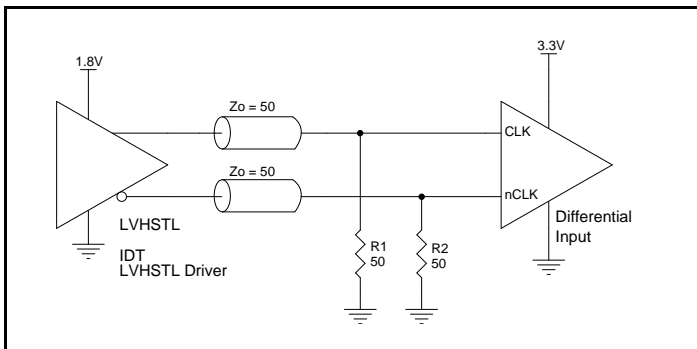 1.8V
3.3V
Zo = 50
CLK
Zo = 50
nCLK
LVHSTL
IDT
LVHSTL Driver
R1
50
R2
50
Differential
Input